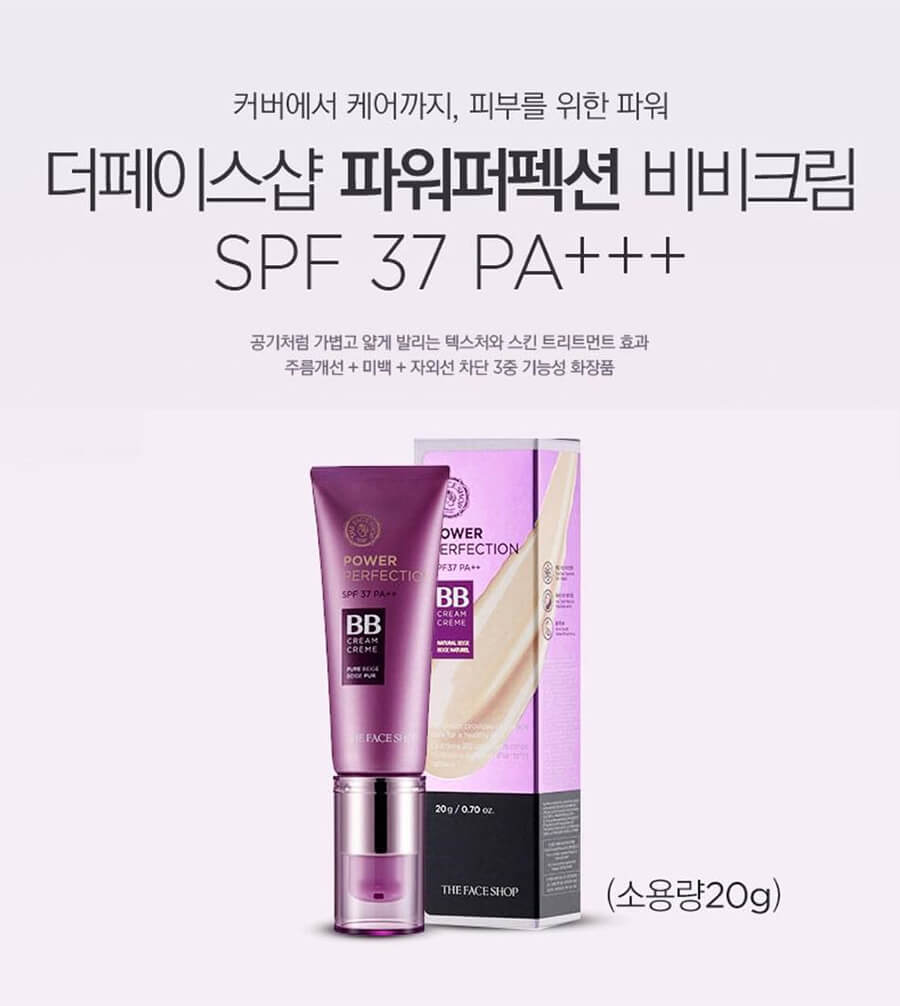 커버에서 케어까지, 피부를 위한 파워
더페이스샵 파워퍼펙션 비비크림
SPF 37 PA+++
공기처럼 가볍고 얇게 발리는 텍스처와 스킨 트리트먼트 효과
주름개선 + 미백 + 자외선 차단 3중 기능성 화장품
POWER
PERFECTIO
SPF 37 PA++
BB
CREAM
CRÈME
PURE BEIGE
BEIGE PUR
THE FACE SHOP
OWER
ERFECTION
PF37 PA++
BB
CREAM
CRÈME
NATURAL BEIGE
BEIGE NATUREL
20g / 0.70 oz.
THE FACE SHOP
(소용량20g)